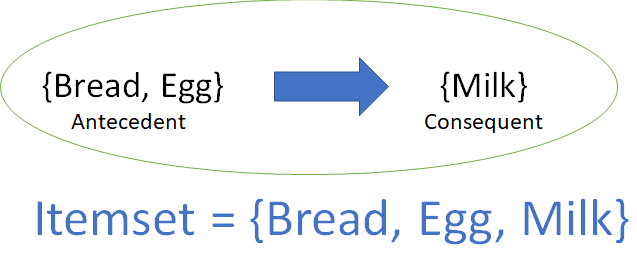 {Bread, Egg} {Milk}
Antecedent Consequent
Itemset = {Bread, Egg, Milk}